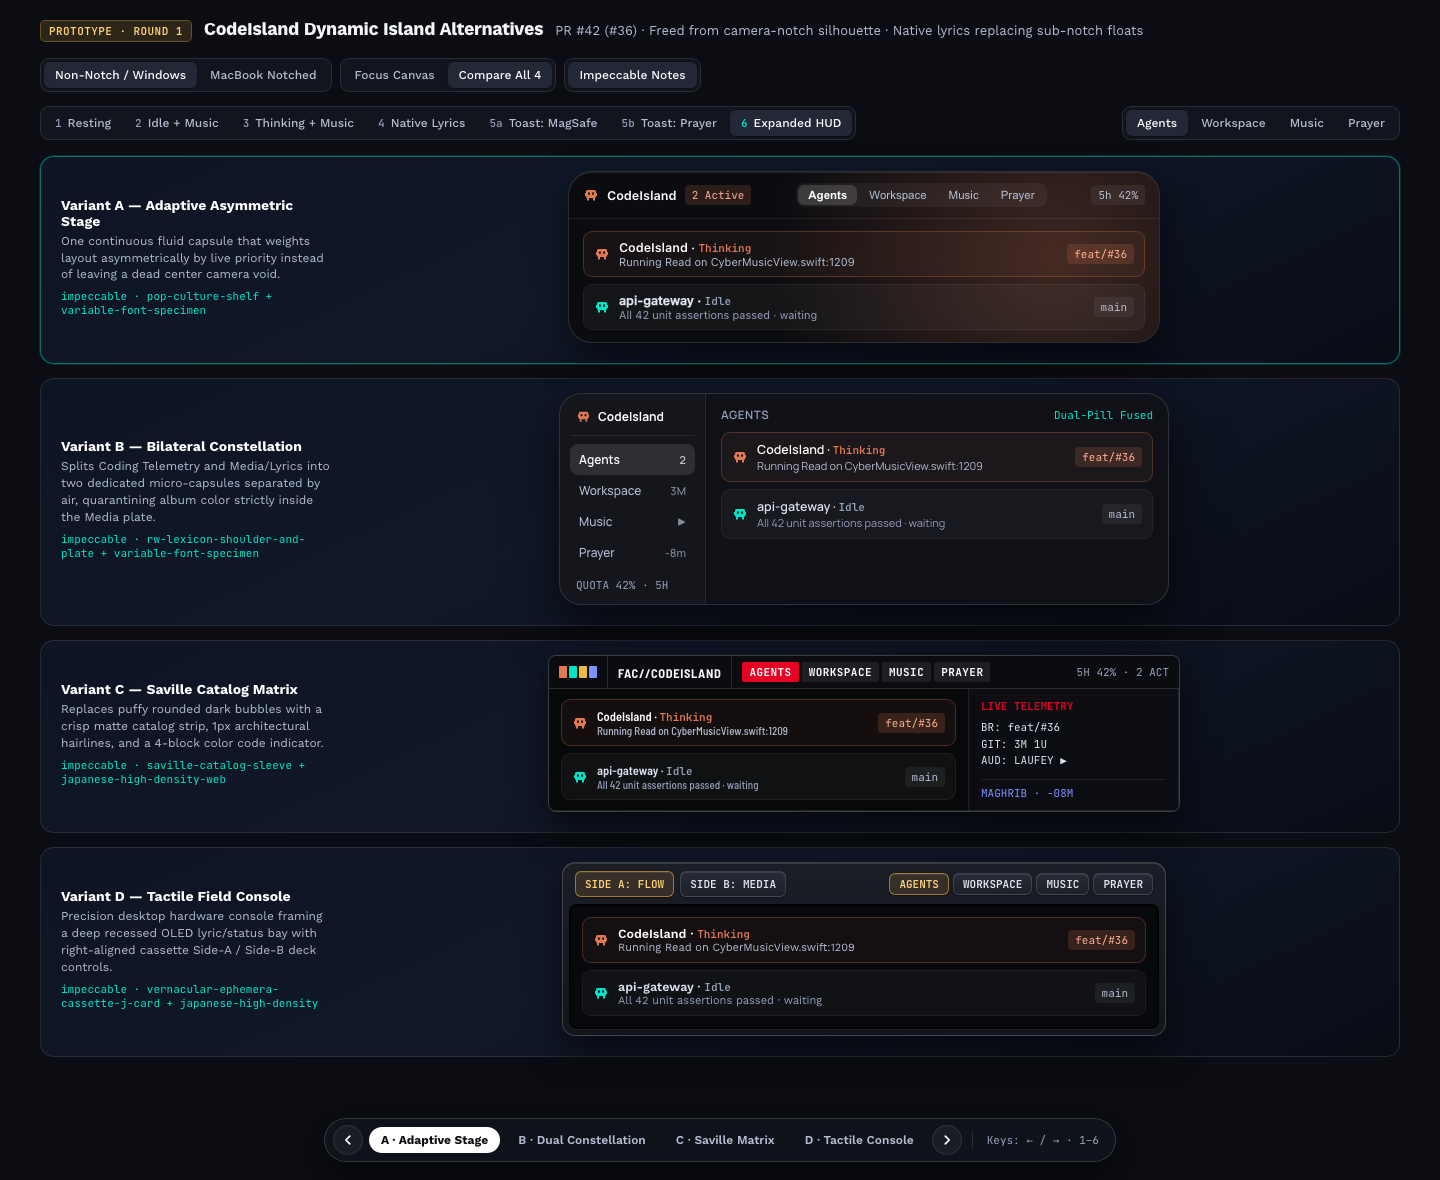 PROTOTYPE · ROUND 1
CodeIsland Dynamic Island Alternatives
PR #42 (#36) · Freed from camera-notch silhouette · Native lyrics replacing sub-notch floats
Non-Notch / Windows
MacBook Notched
Focus Canvas
Compare All 4
Impeccable Notes
1 Resting
2 Idle + Music
3 Thinking + Music
4 Native Lyrics
5a Toast: MagSafe
5b Toast: Prayer
6 Expanded HUD
Agents
Workspace
Music
Prayer
Variant A — Adaptive Asymmetric
Stage
One continuous fluid capsule that weights
layout asymmetrically by live priority instead
of leaving a dead center camera void.
impeccable · pop-culture-shelf +
variable-font-specimen
CodeIsland
2 Active
Agents
Workspace
Music
Prayer
5h 42%
CodeIsland · Thinking
Running Read on CyberMusicView.swift:1209
feat/#36
api-gateway · Idle
All 42 unit assertions passed · waiting
main
Variant B — Bilateral Constellation
Splits Coding Telemetry and Media/Lyrics into
two dedicated micro-capsules separated by
air, quarantining album color strictly inside
the Media plate.
impeccable · rw-lexicon-shoulder-and-
plate + variable-font-specimen
CodeIsland
Agents 2
Workspace 3M
Music ▶
Prayer -8m
QUOTA 42% · 5H
AGENTS
Dual-Pill Fused
CodeIsland · Thinking
Running Read on CyberMusicView.swift:1209
feat/#36
api-gateway · Idle
All 42 unit assertions passed · waiting
main
Variant C — Saville Catalog Matrix
Replaces puffy rounded dark bubbles with a
crisp matte catalog strip, 1px architectural
hairlines, and a 4-block color code indicator.
impeccable · saville-catalog-sleeve +
japanese-high-density-web
FAC//CODEISLAND
AGENTS
WORKSPACE
MUSIC
PRAYER
5H 42% · 2 ACT
CodeIsland · Thinking
Running Read on CyberMusicView.swift:1209
feat/#36
api-gateway · Idle
All 42 unit assertions passed · waiting
main
LIVE TELEMETRY
BR: feat/#36
GIT: 3M 1U
AUD: LAUFEY ▶
MAGHRIB · -08M
Variant D — Tactile Field Console
Precision desktop hardware console framing
a deep recessed OLED lyric/status bay with
right-aligned cassette Side-A / Side-B deck
controls.
impeccable · vernacular-ephemera-
cassette-j-card + japanese-high-density
SIDE A: FLOW
SIDE B: MEDIA
AGENTS
WORKSPACE
MUSIC
PRAYER
CodeIsland · Thinking
Running Read on CyberMusicView.swift:1209
feat/#36
api-gateway · Idle
All 42 unit assertions passed · waiting
main
A · Adaptive Stage
B · Dual Constellation
C · Saville Matrix
D · Tactile Console
Keys: ← / → · 1–6